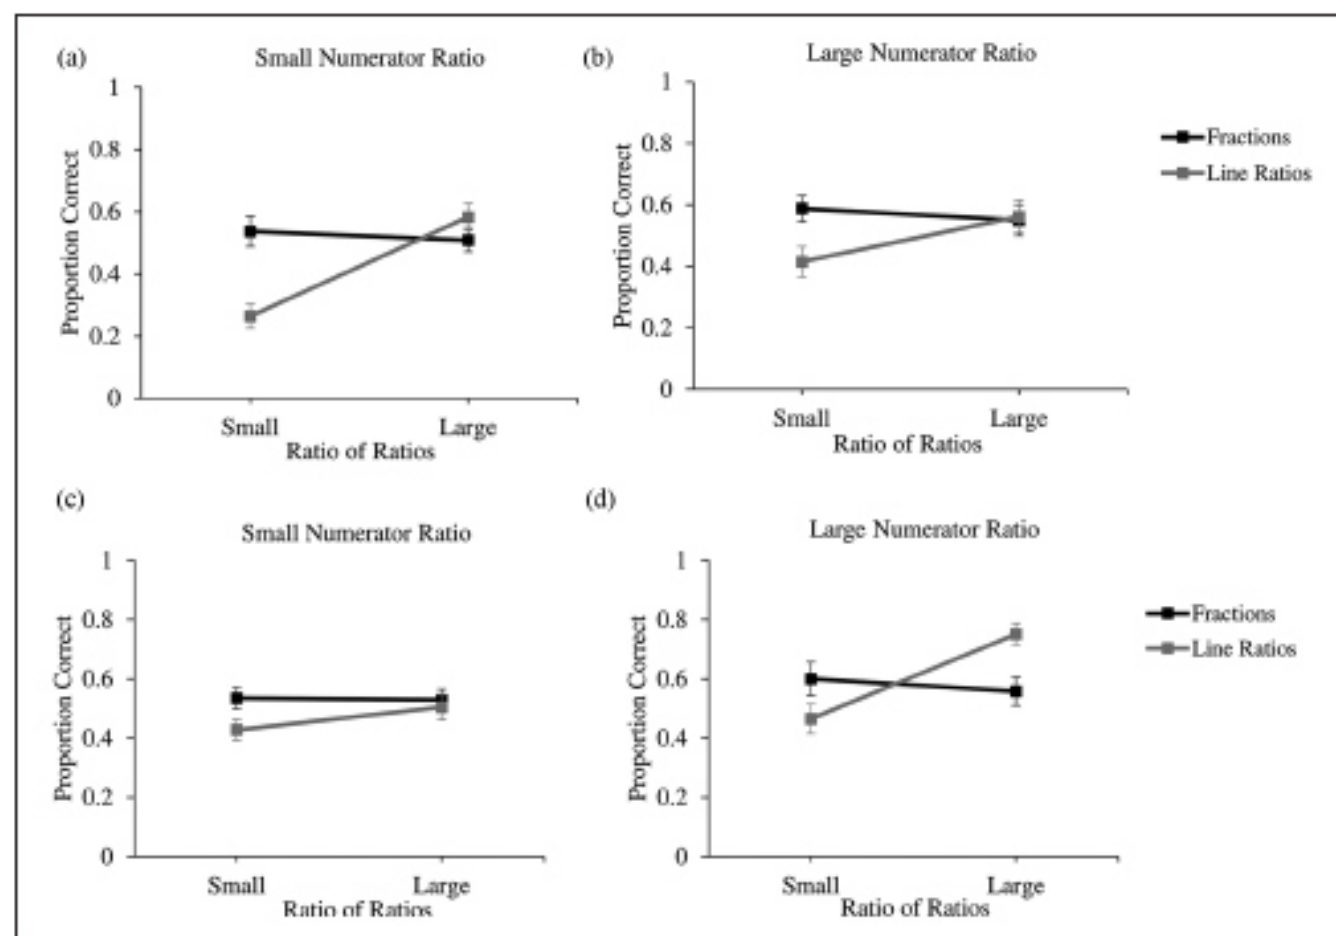 (a)
Small Numerator Ratio
1
0.8
0.6
0.4
0.2
0
Proportion Correct
Small
Large
Ratio of Ratios
(b)
Large Numerator Ratio
1
0.8
0.6
0.4
0.2
0
Proportion Correct
Small
Large
Ratio of Ratios
Fractions
Line Ratios
(c)
Small Numerator Ratio
1
0.8
0.6
0.4
0.2
0
Proportion Correct
Small
Large
Ratio of Ratios
(d)
Large Numerator Ratio
1
0.8
0.6
0.4
0.2
0
Proportion Correct
Small
Large
Ratio of Ratios
Fractions
Line Ratios